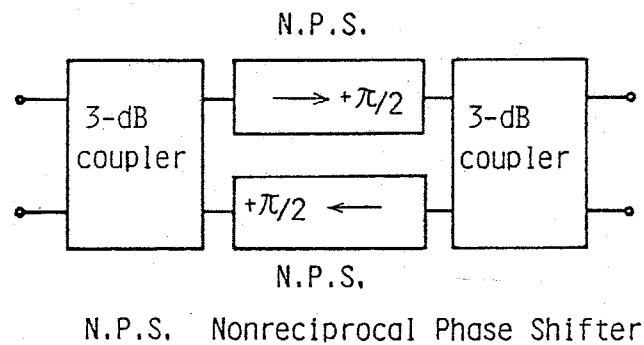 N.P.S.
3-dB
coupler
→ +π/2
3-dB
coupler
+π/2 ←
N.P.S.
N.P.S. Nonreciprocal Phase Shifter